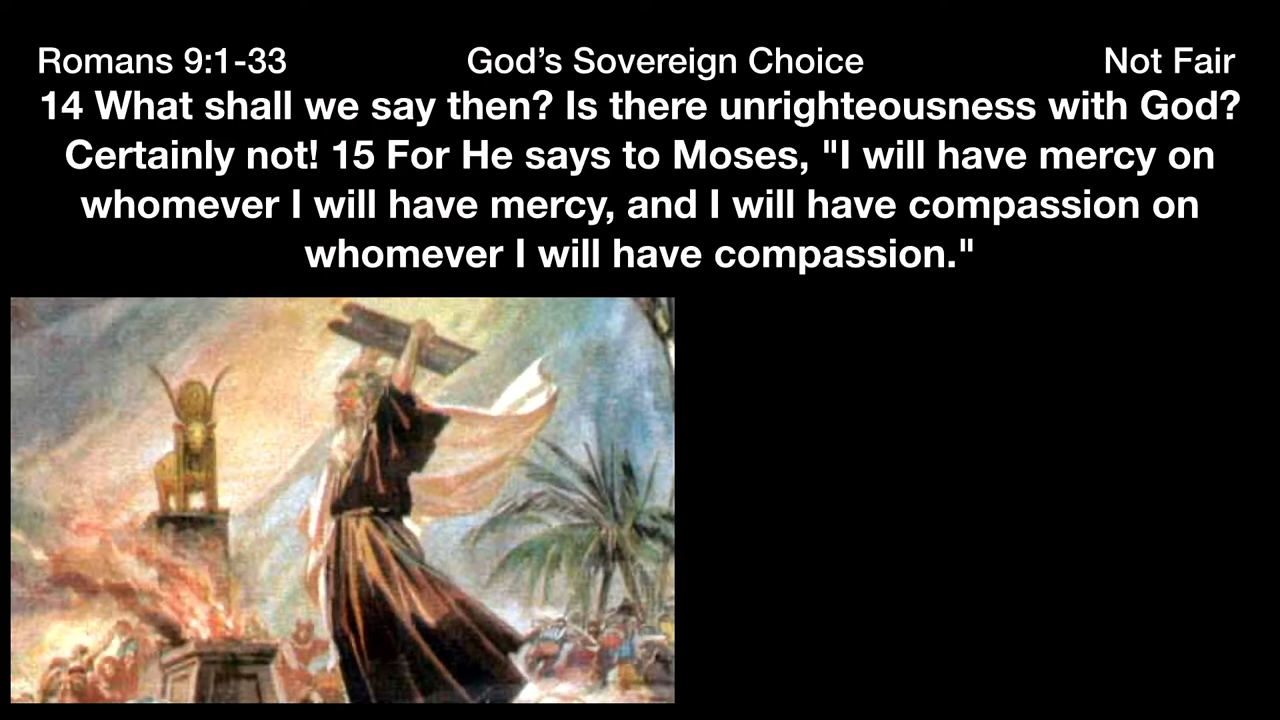 Romans 9:1-33 God’s Sovereign Choice Not Fair
14 What shall we say then? Is there unrighteousness with God?
Certainly not! 15 For He says to Moses, "I will have mercy on
whomever I will have mercy, and I will have compassion on
whomever I will have compassion."